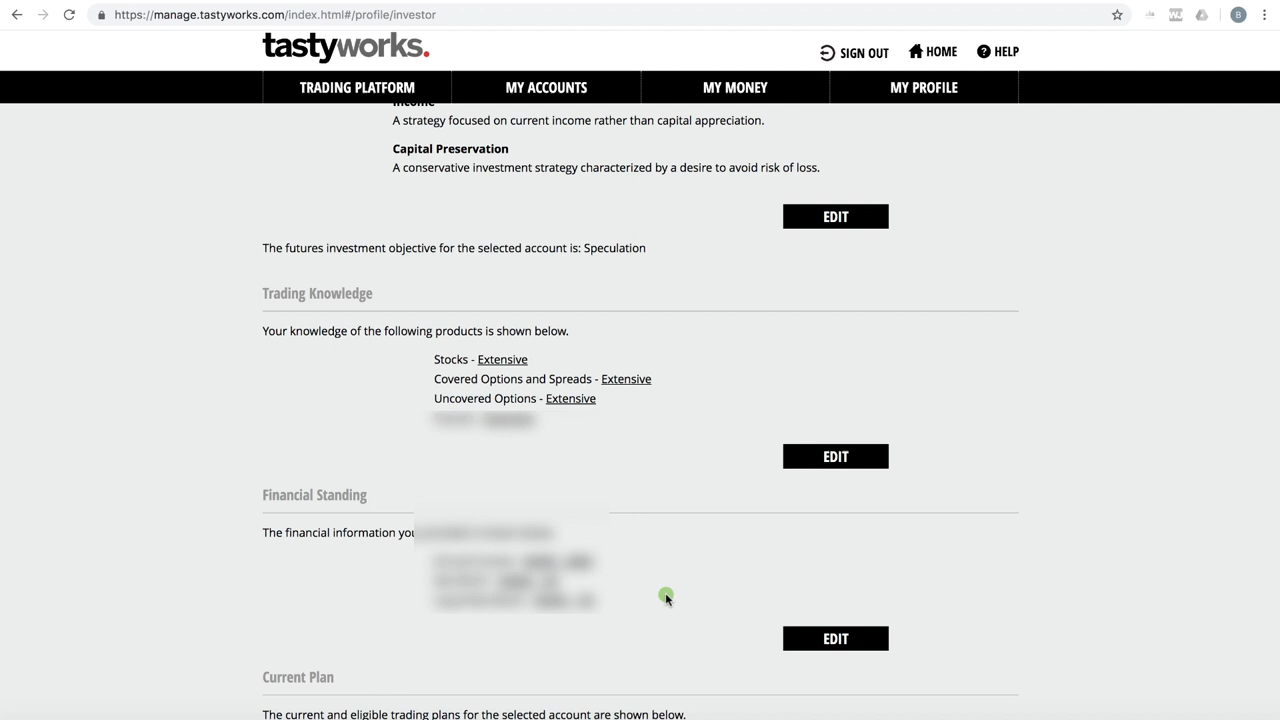 https://manage.tastyworks.com/index.html#/profile/investor
B
tastyworks.
SIGN OUT
HOME
? HELP
TRADING PLATFORM
MY ACCOUNTS
MY MONEY
MY PROFILE
Income
A strategy focused on current income rather than capital appreciation.
Capital Preservation
A conservative investment strategy characterized by a desire to avoid risk of loss.
EDIT
The futures investment objective for the selected account is: Speculation
Trading Knowledge
Your knowledge of the following products is shown below.
Stocks - Extensive
Covered Options and Spreads - Extensive
Uncovered Options - Extensive
EDIT
Financial Standing
The financial information you
EDIT
Current Plan
The current and eligible trading plans for the selected account are shown below.